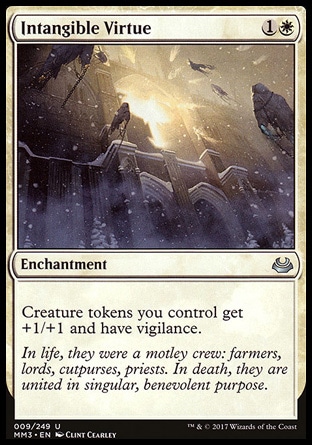 Intangible Virtue 1
Enchantment
Creature tokens you control get
+1/+1 and have vigilance.
In life, they were a motley crew: farmers,
lords, cutpurses, priests. In death, they are
united in singular, benevolent purpose.
009/249 U
MM3 • EN Clint Cearley
™ & © 2017 Wizards of the Coast